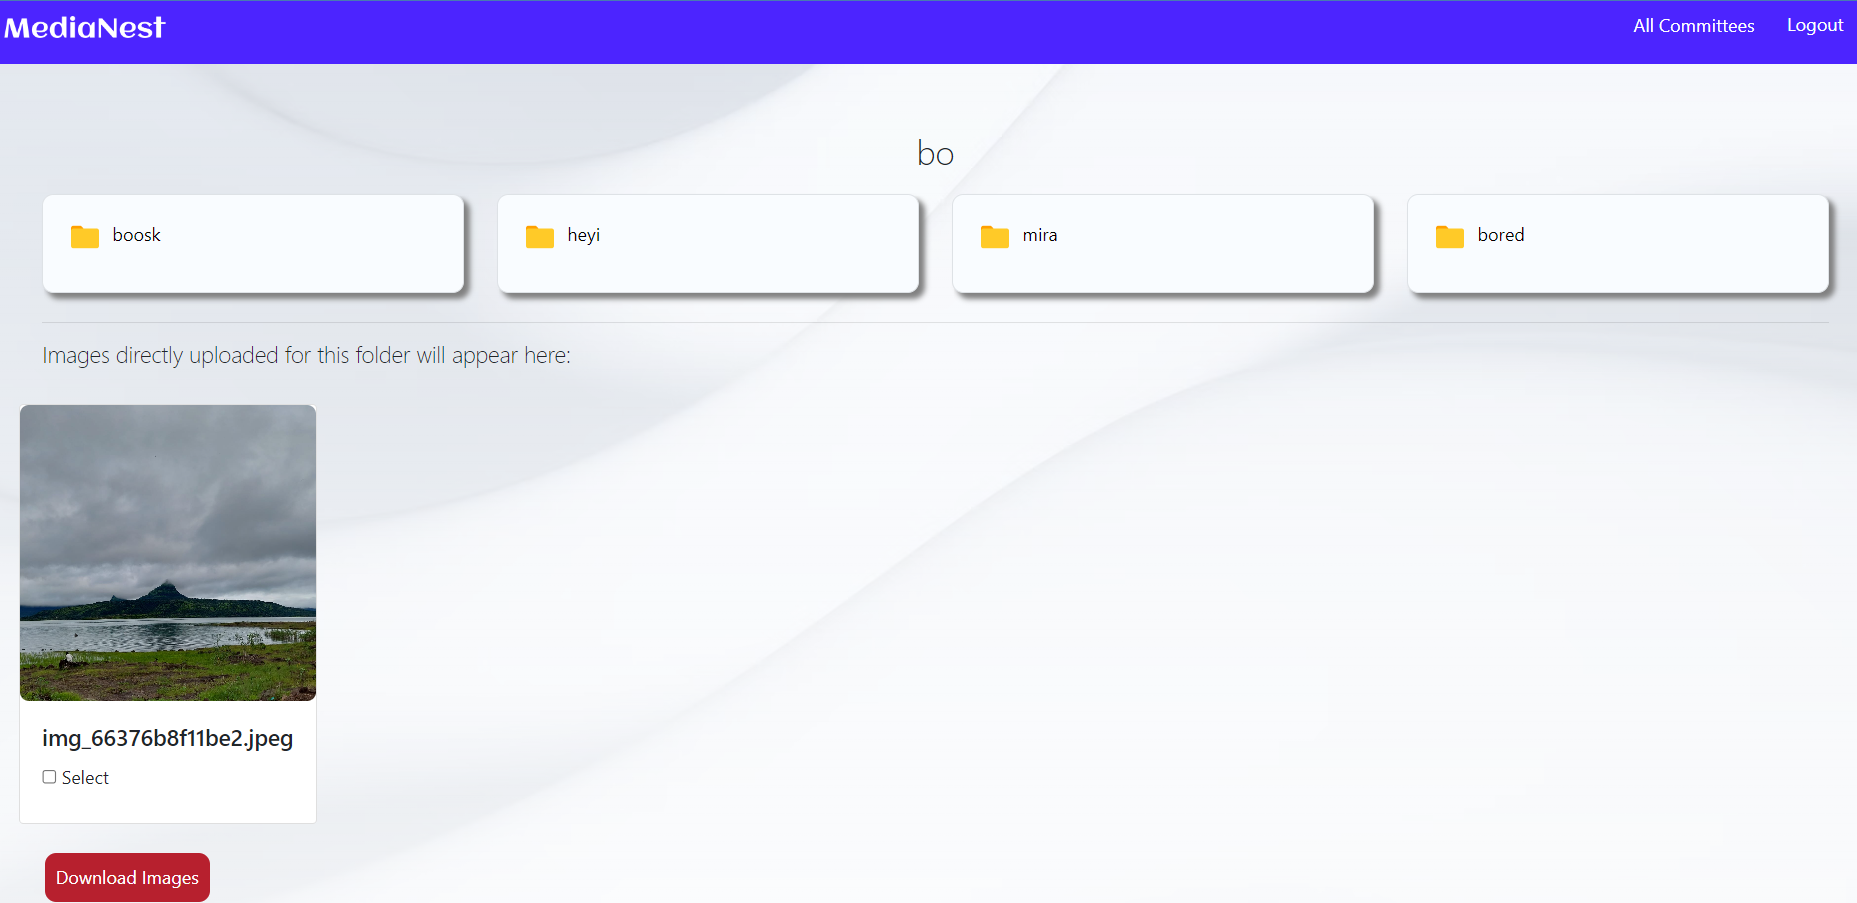 MediaNest
All Committees
Logout
bo
boosk
heyi
mira
bored
Images directly uploaded for this folder will appear here:
img_66376b8f11be2.jpeg
Select
Download Images